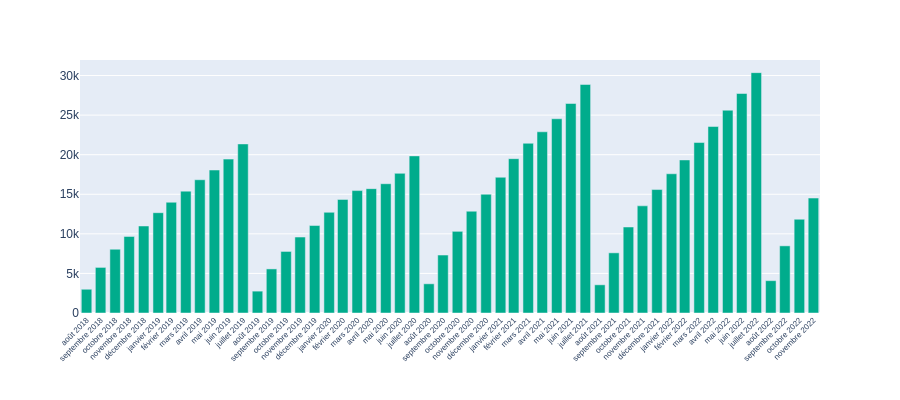 30k
25k
20k
15k
10k
5k
0
août 2018
septembre 2018
octobre 2018
novembre 2018
décembre 2018
janvier 2019
février 2019
mars 2019
avril 2019
mai 2019
juin 2019
juillet 2019
août 2019
septembre 2019
octobre 2019
novembre 2019
décembre 2019
janvier 2020
février 2020
mars 2020
avril 2020
mai 2020
juin 2020
juillet 2020
août 2020
septembre 2020
octobre 2020
novembre 2020
décembre 2020
janvier 2021
février 2021
mars 2021
avril 2021
mai 2021
juin 2021
juillet 2021
août 2021
septembre 2021
octobre 2021
novembre 2021
décembre 2021
janvier 2022
février 2022
mars 2022
avril 2022
mai 2022
juin 2022
juillet 2022
août 2022
septembre 2022
octobre 2022
novembre 2022